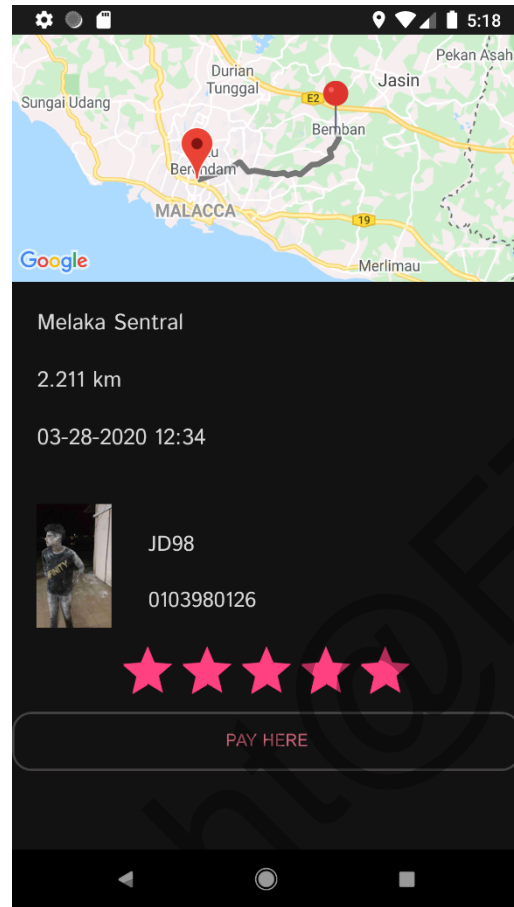 5:18
Pekan Asah
Durian
Tunggal
Jasin
E2
Sungai Udang
Bemban
MALACCA
19
Google
Merlimau
Melaka Sentral
2.211 km
03-28-2020 12:34
JD98
0103980126
PAY HERE